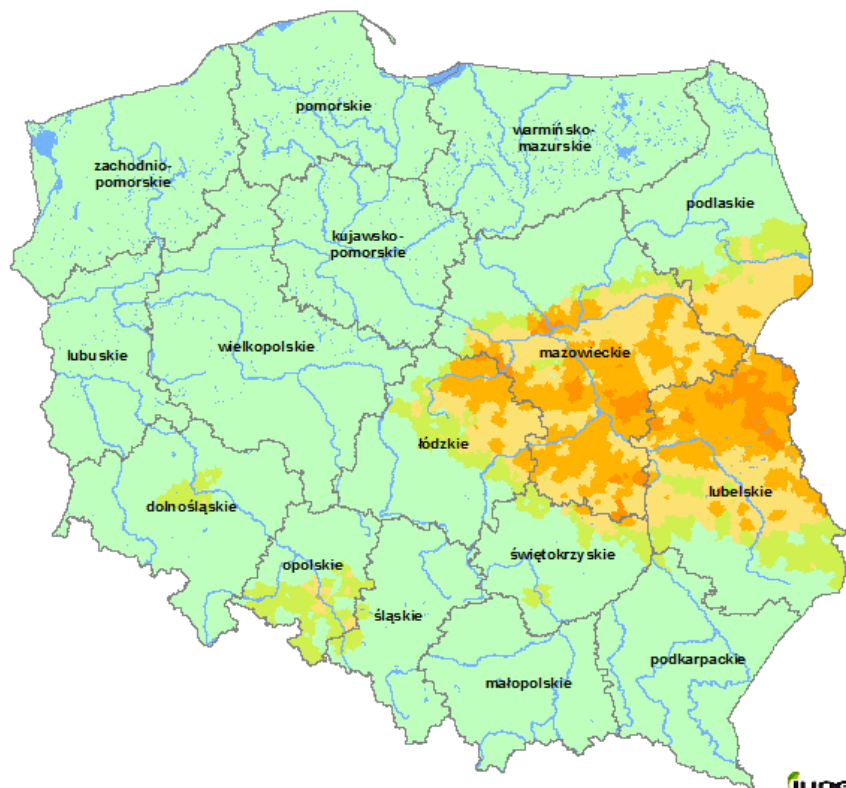 pomorskie
warmińsko-
mazurskie
zachodnio-
pomorskie
podlaskie
kujawsko-
pomorskie
lubuskie
wielkopolskie
mazowieckie
łódzkie
dolnośląskie
lubelskie
opolskie
świętokrzyskie
śląskie
podkarpackie
małopolskie